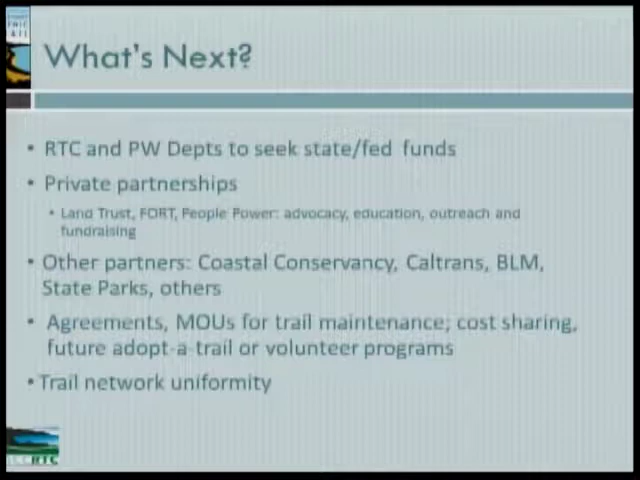 What's Next?
• RTC and PW Depts to seek state/fed funds
• Private partnerships
• Land Trust, FORT, People Power: advocacy, education, outreach and
fundraising
• Other partners: Coastal Conservancy, Caltrans, BLM,
State Parks, others
• Agreements, MOUs for trail maintenance; cost sharing,
future adopt-a-trail or volunteer programs
• Trail network uniformity
RTC